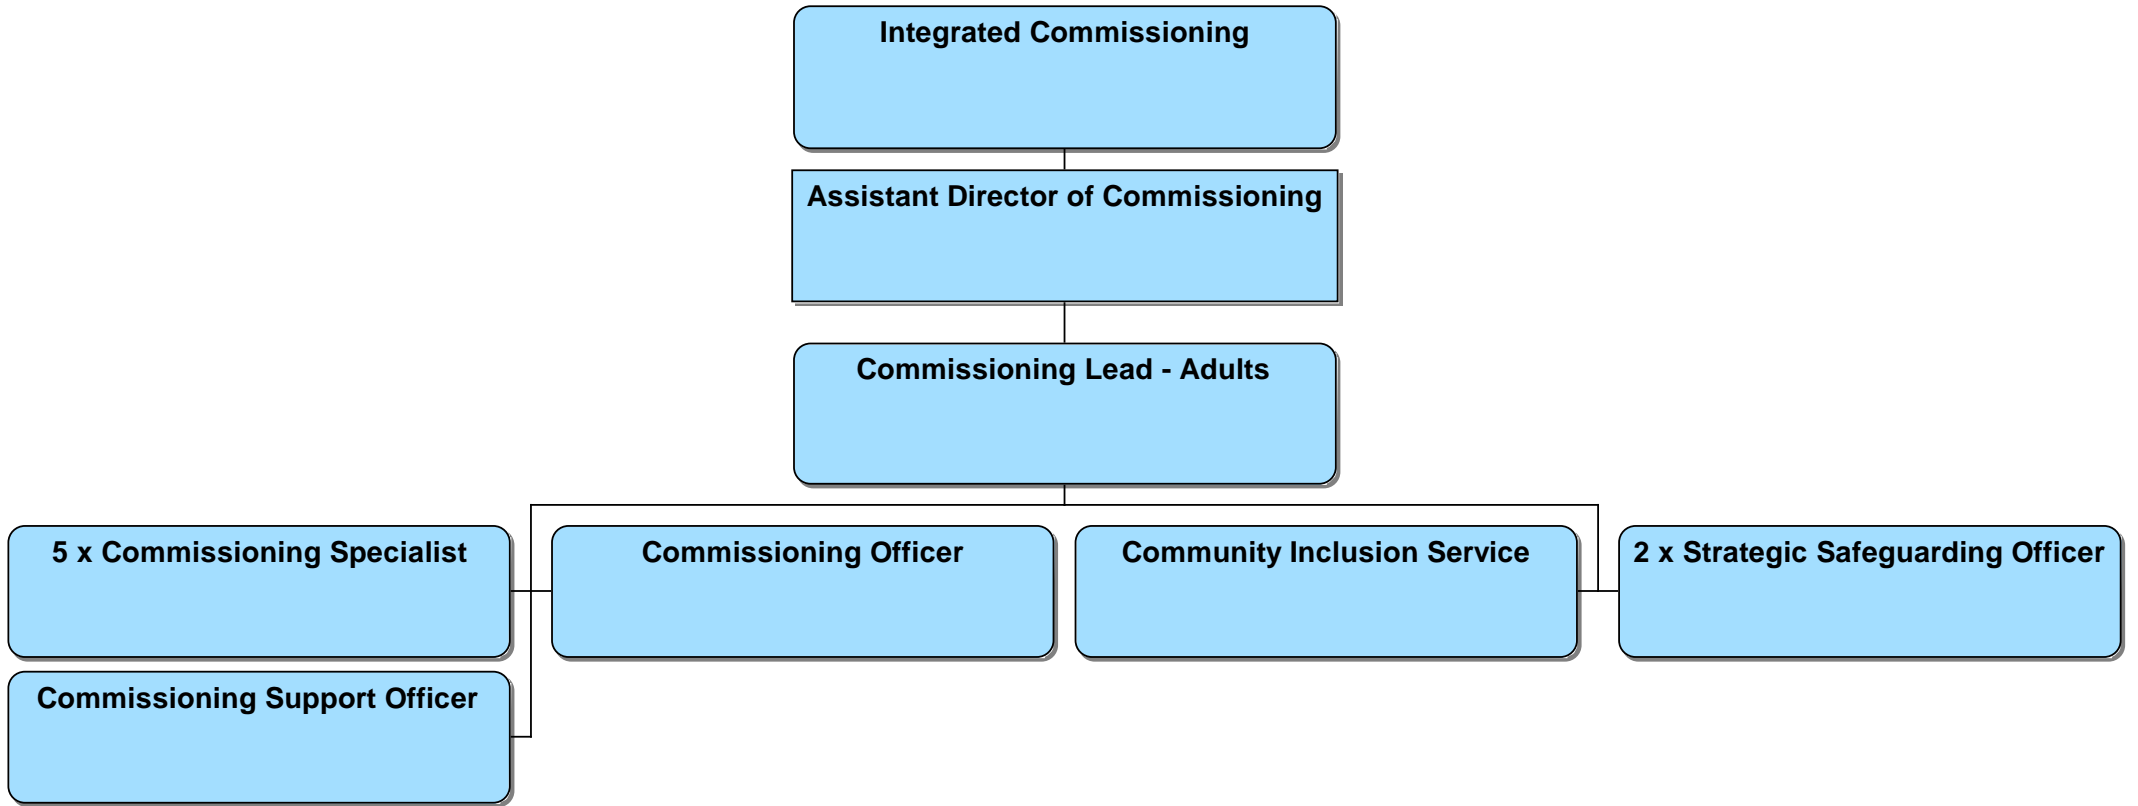 Integrated Commissioning
Assistant Director of Commissioning
Commissioning Lead - Adults
5 x Commissioning Specialist
Commissioning Officer
Community Inclusion Service
2 x Strategic Safeguarding Officer
Commissioning Support Officer